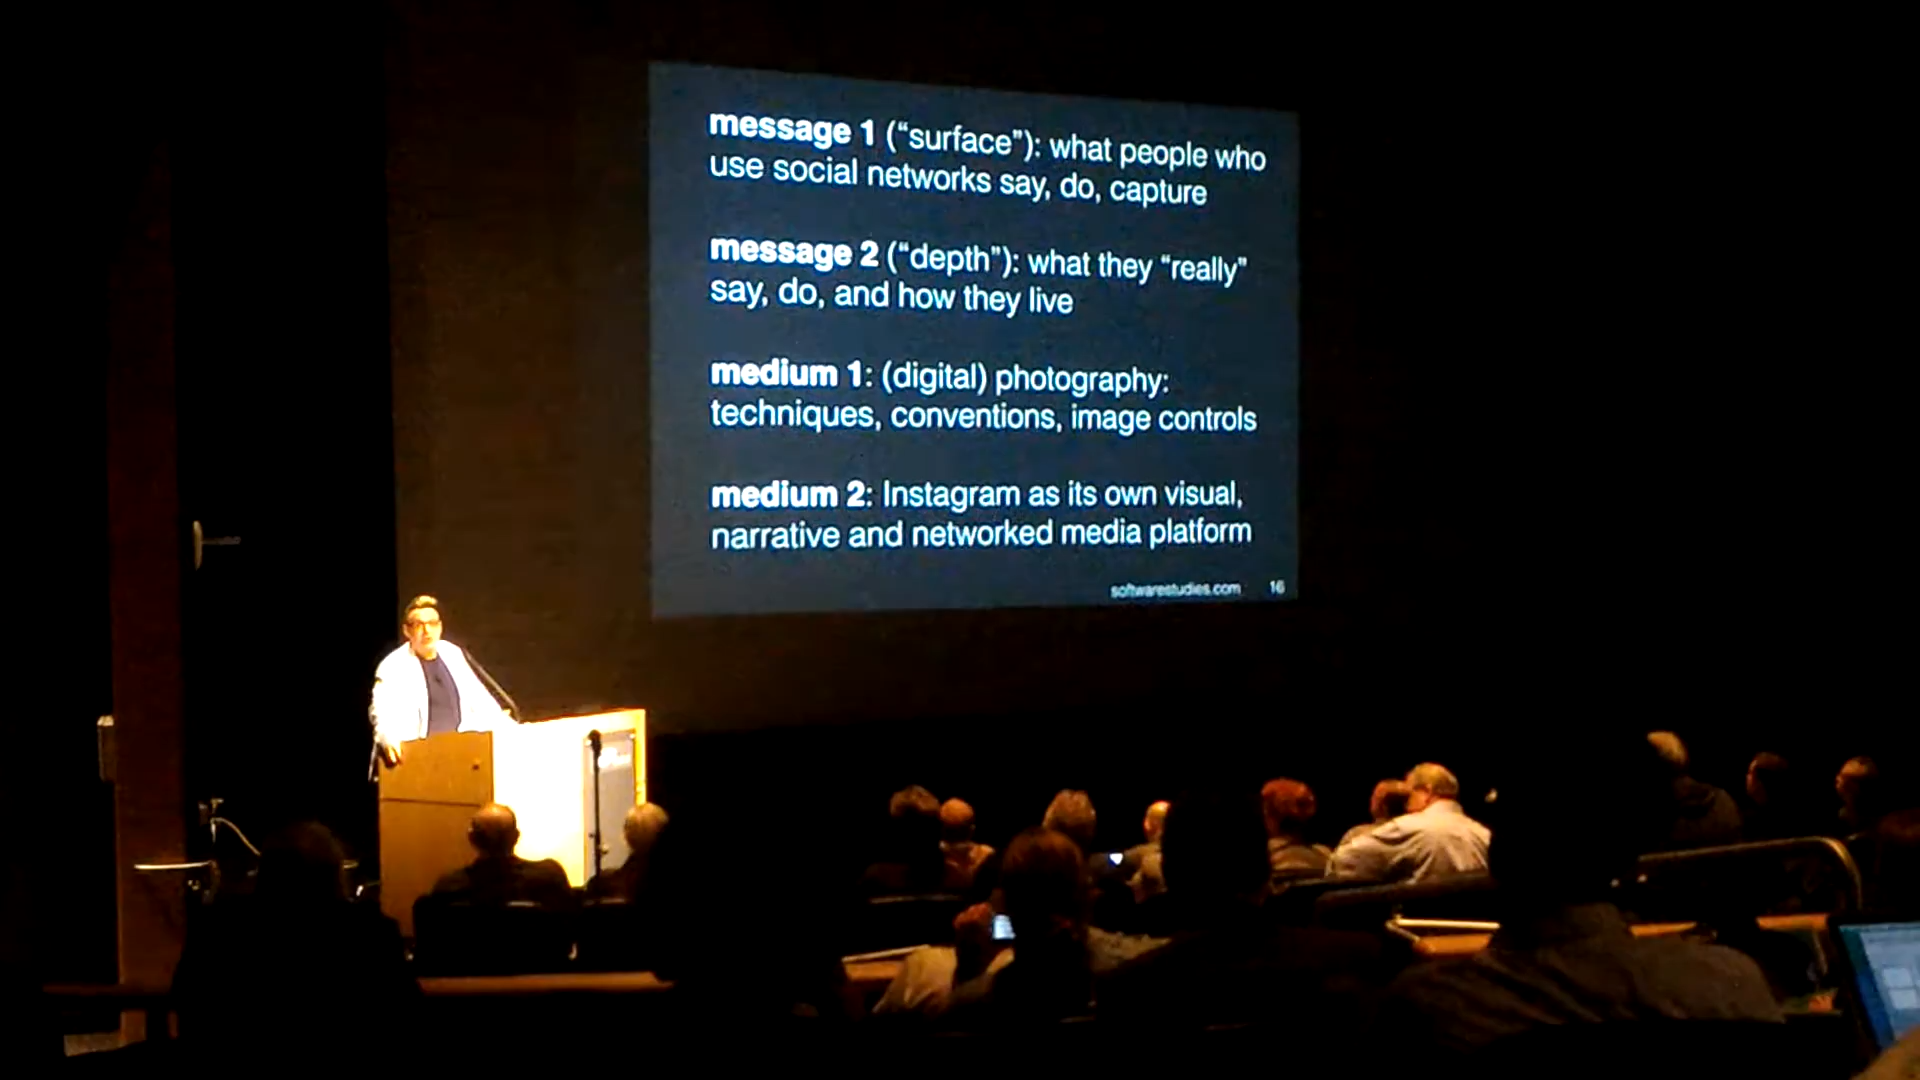 message 1 (“surface”): what people who
use social networks say, do, capture
message 2 (“depth”): what they “really”
say, do, and how they live
medium 1: (digital) photography:
techniques, conventions, image controls
medium 2: Instagram as its own visual,
narrative and networked media platform
softwarestudies.com 16